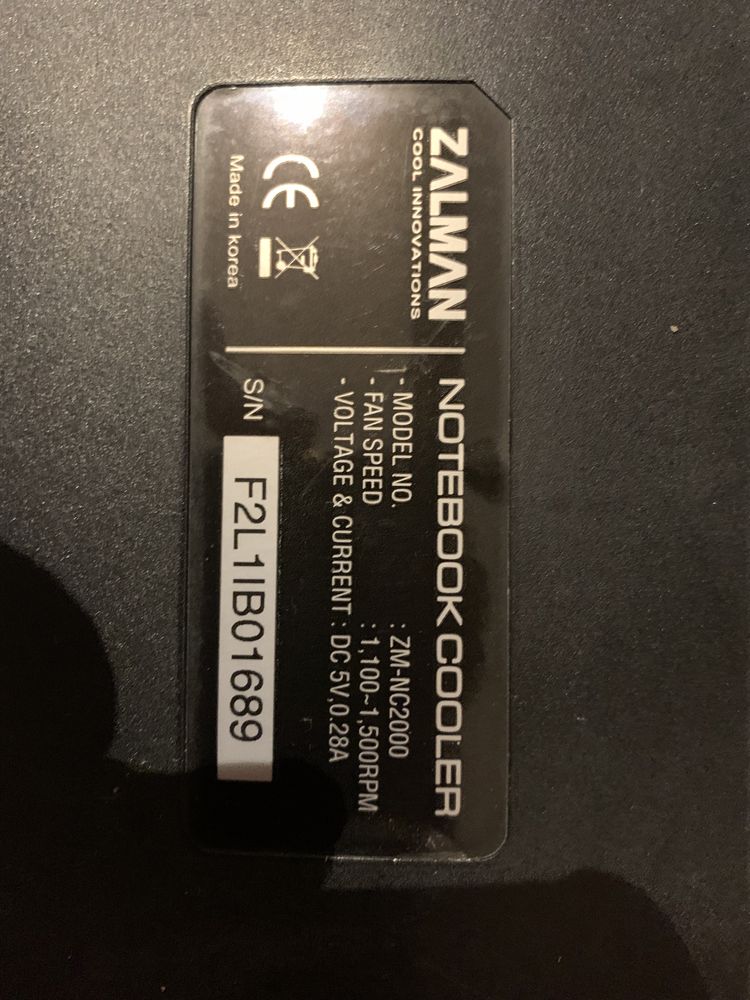 ZALMAN
COOL INNOVATIONS
CE
Made in korea
NOTEBOOK COOLER
- MODEL NO. : ZM-NC2000
- FAN SPEED : 1,100~1,500RPM
- VOLTAGE & CURRENT : DC 5V,0.28A
S/N F2L1IB01689